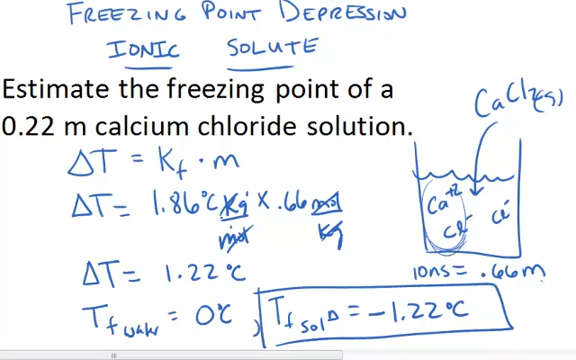 FREEZING POINT DEPRESSION
IONIC SOLUTE
Estimate the freezing point of a
0.22 m calcium chloride solution.
CaCl2(s)
ΔT = Kf · m
ΔT = 1.86°C Kg/mol × .66 mol/Kg
Ca+2
Cl-
Cl-
ΔT = 1.22°C
IONS = .66m
Tf water = 0°C , Tf SolΔ = -1.22°C